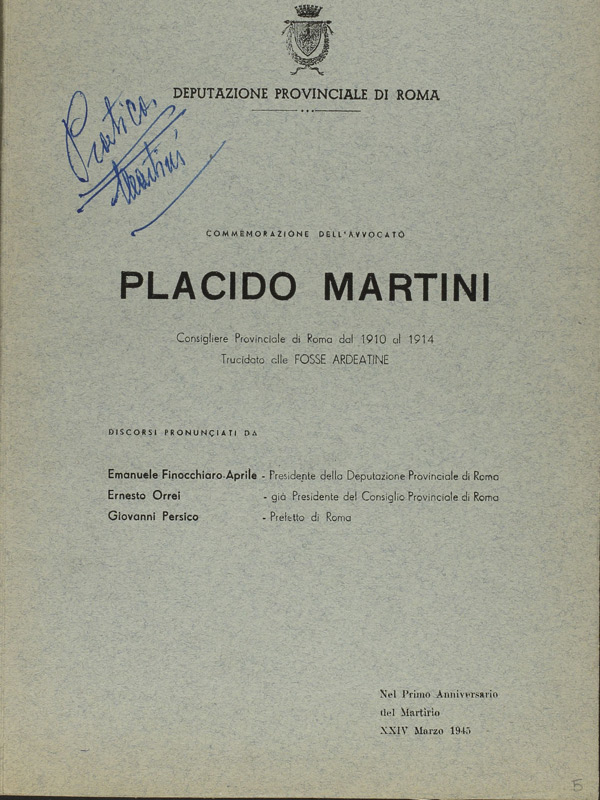 DEPUTAZIONE PROVINCIALE DI ROMA
Pratica
Martini
COMMEMORAZIONE DELL'AVVOCATO
PLACIDO MARTINI
Consigliere Provinciale di Roma dal 1910 al 1914
Trucidato alle FOSSE ARDEATINE
DISCORSI PRONUNCIATI DA
Emanuele Finocchiaro-Aprile - Presidente della Deputazione Provinciale di Roma
Ernesto Orrei - già Presidente del Consiglio Provinciale di Roma
Giovanni Persico - Prefetto di Roma
Nel Primo Anniversario
del Martirio
XXIV Marzo 1945
5